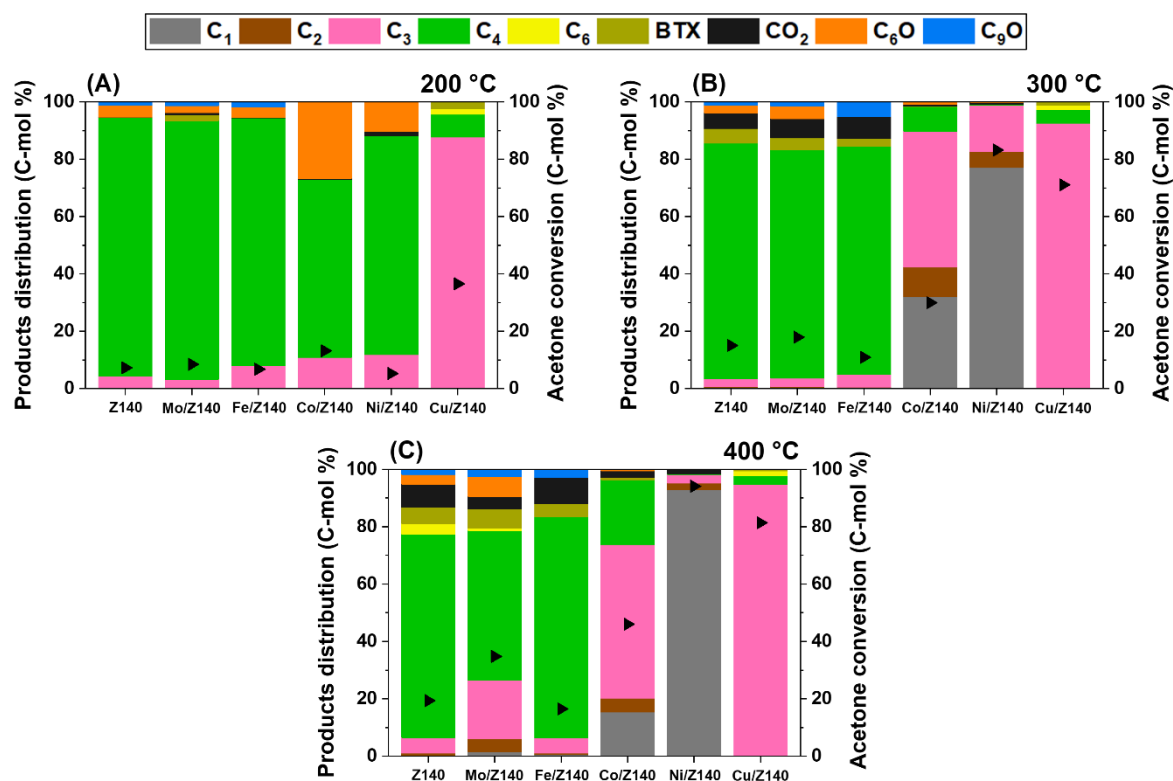 C₁ C₂ C₃ C₄ C₆ BTX CO₂ C₆O C₉O
(A) 200 °C
Products distribution (C-mol %)
100
80
60
40
20
0
Z140 Mo/Z140 Fe/Z140 Co/Z140 Ni/Z140 Cu/Z140
100
80
60
40
20
0
Acetone conversion (C-mol %)
(B) 300 °C
Products distribution (C-mol %)
100
80
60
40
20
0
Z140 Mo/Z140 Fe/Z140 Co/Z140 Ni/Z140 Cu/Z140
100
80
60
40
20
0
Acetone conversion (C-mol %)
(C) 400 °C
Products distribution (C-mol %)
100
80
60
40
20
0
Z140 Mo/Z140 Fe/Z140 Co/Z140 Ni/Z140 Cu/Z140
100
80
60
40
20
0
Acetone conversion (C-mol %)